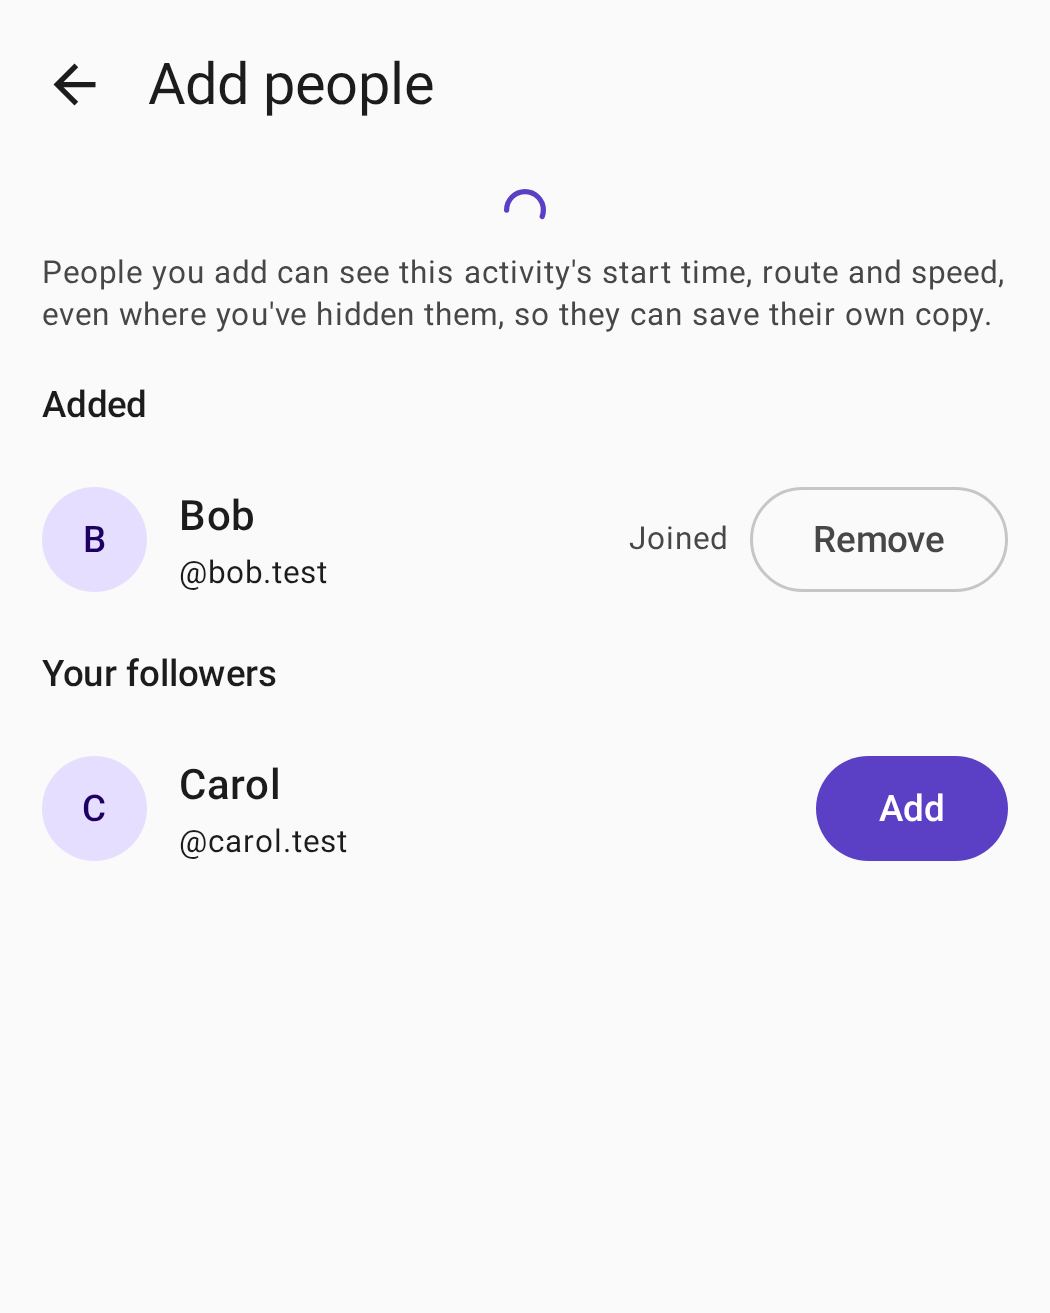 Add people
People you add can see this activity's start time, route and speed,
even where you've hidden them, so they can save their own copy.
Added
B
Bob
@bob.test
Joined
Remove
Your followers
C
Carol
@carol.test
Add